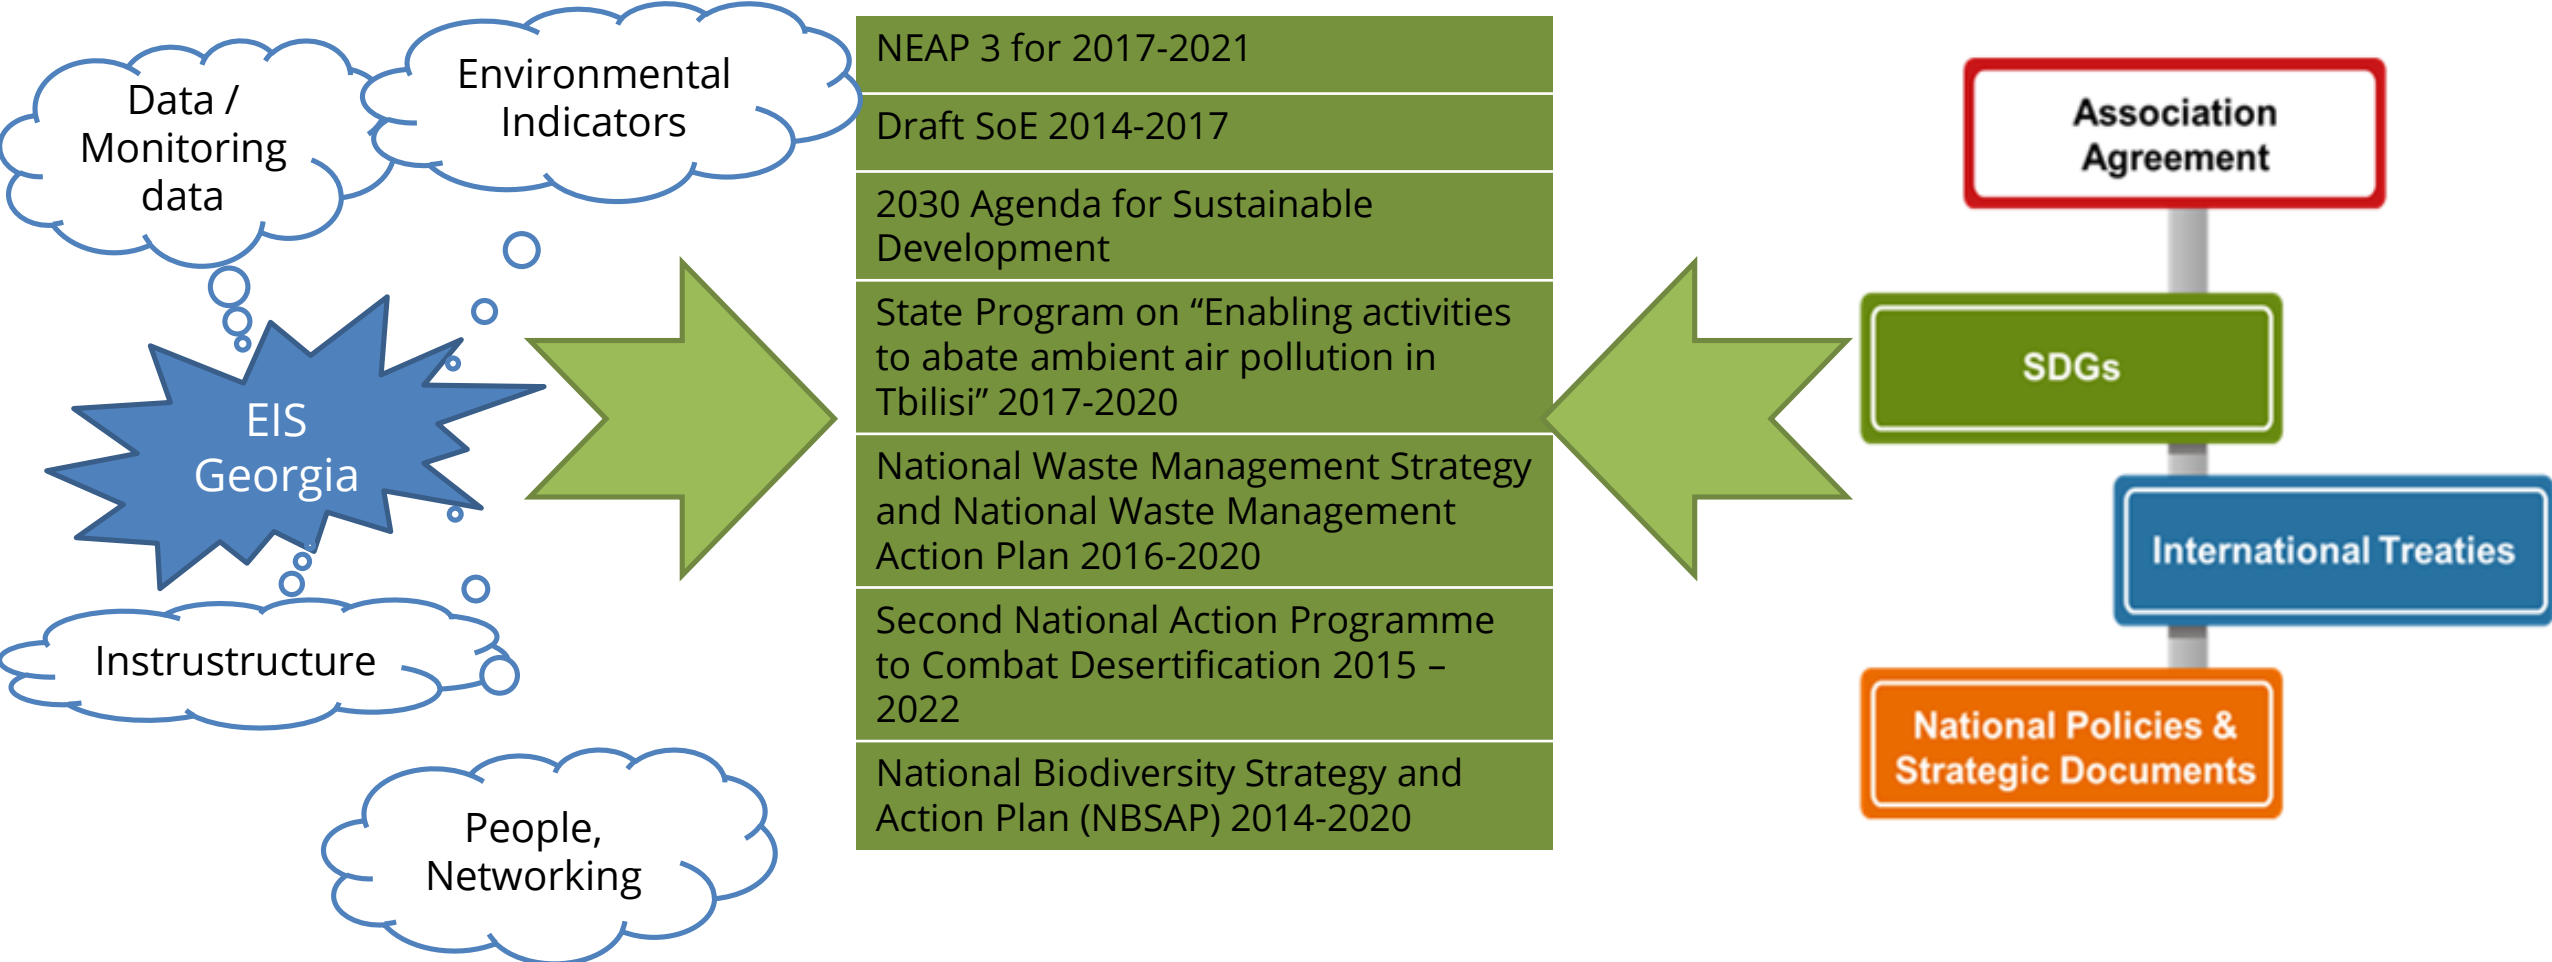 Data /
Monitoring
data
Environmental
Indicators
EIS
Georgia
Instrustructure
People,
Networking
NEAP 3 for 2017-2021
Draft SoE 2014-2017
2030 Agenda for Sustainable
Development
State Program on “Enabling activities
to abate ambient air pollution in
Tbilisi” 2017-2020
National Waste Management Strategy
and National Waste Management
Action Plan 2016-2020
Second National Action Programme
to Combat Desertification 2015 –
2022
National Biodiversity Strategy and
Action Plan (NBSAP) 2014-2020
Association
Agreement
SDGs
International Treaties
National Policies &
Strategic Documents